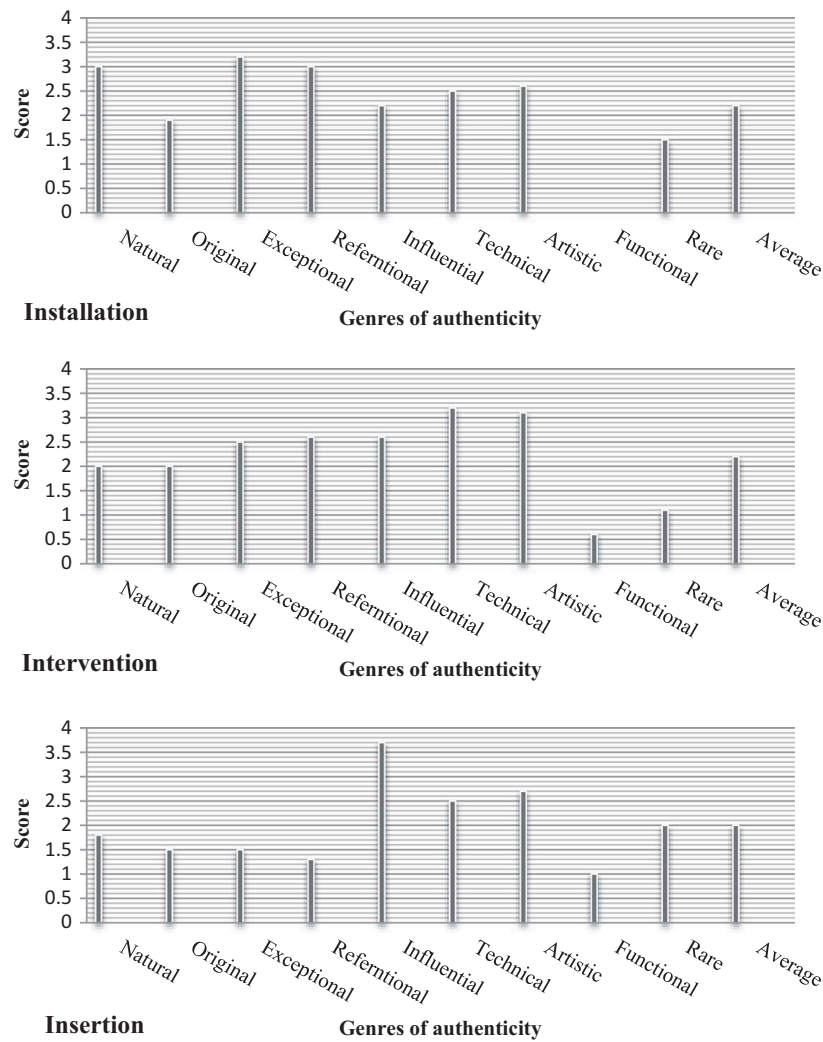 4
3.5
3
2.5
2
1.5
1
0.5
0
Score
Natural
Original
Exceptional
Referntional
Influential
Technical
Artistic
Functional
Rare
Average
Installation
Genres of authenticity
4
3.5
3
2.5
2
1.5
1
0.5
0
Score
Natural
Original
Exceptional
Referntional
Influential
Technical
Artistic
Functional
Rare
Average
Intervention
Genres of authenticity
4
3.5
3
2.5
2
1.5
1
0.5
0
Score
Natural
Original
Exceptional
Referntional
Influential
Technical
Artistic
Functional
Rare
Average
Insertion
Genres of authenticity